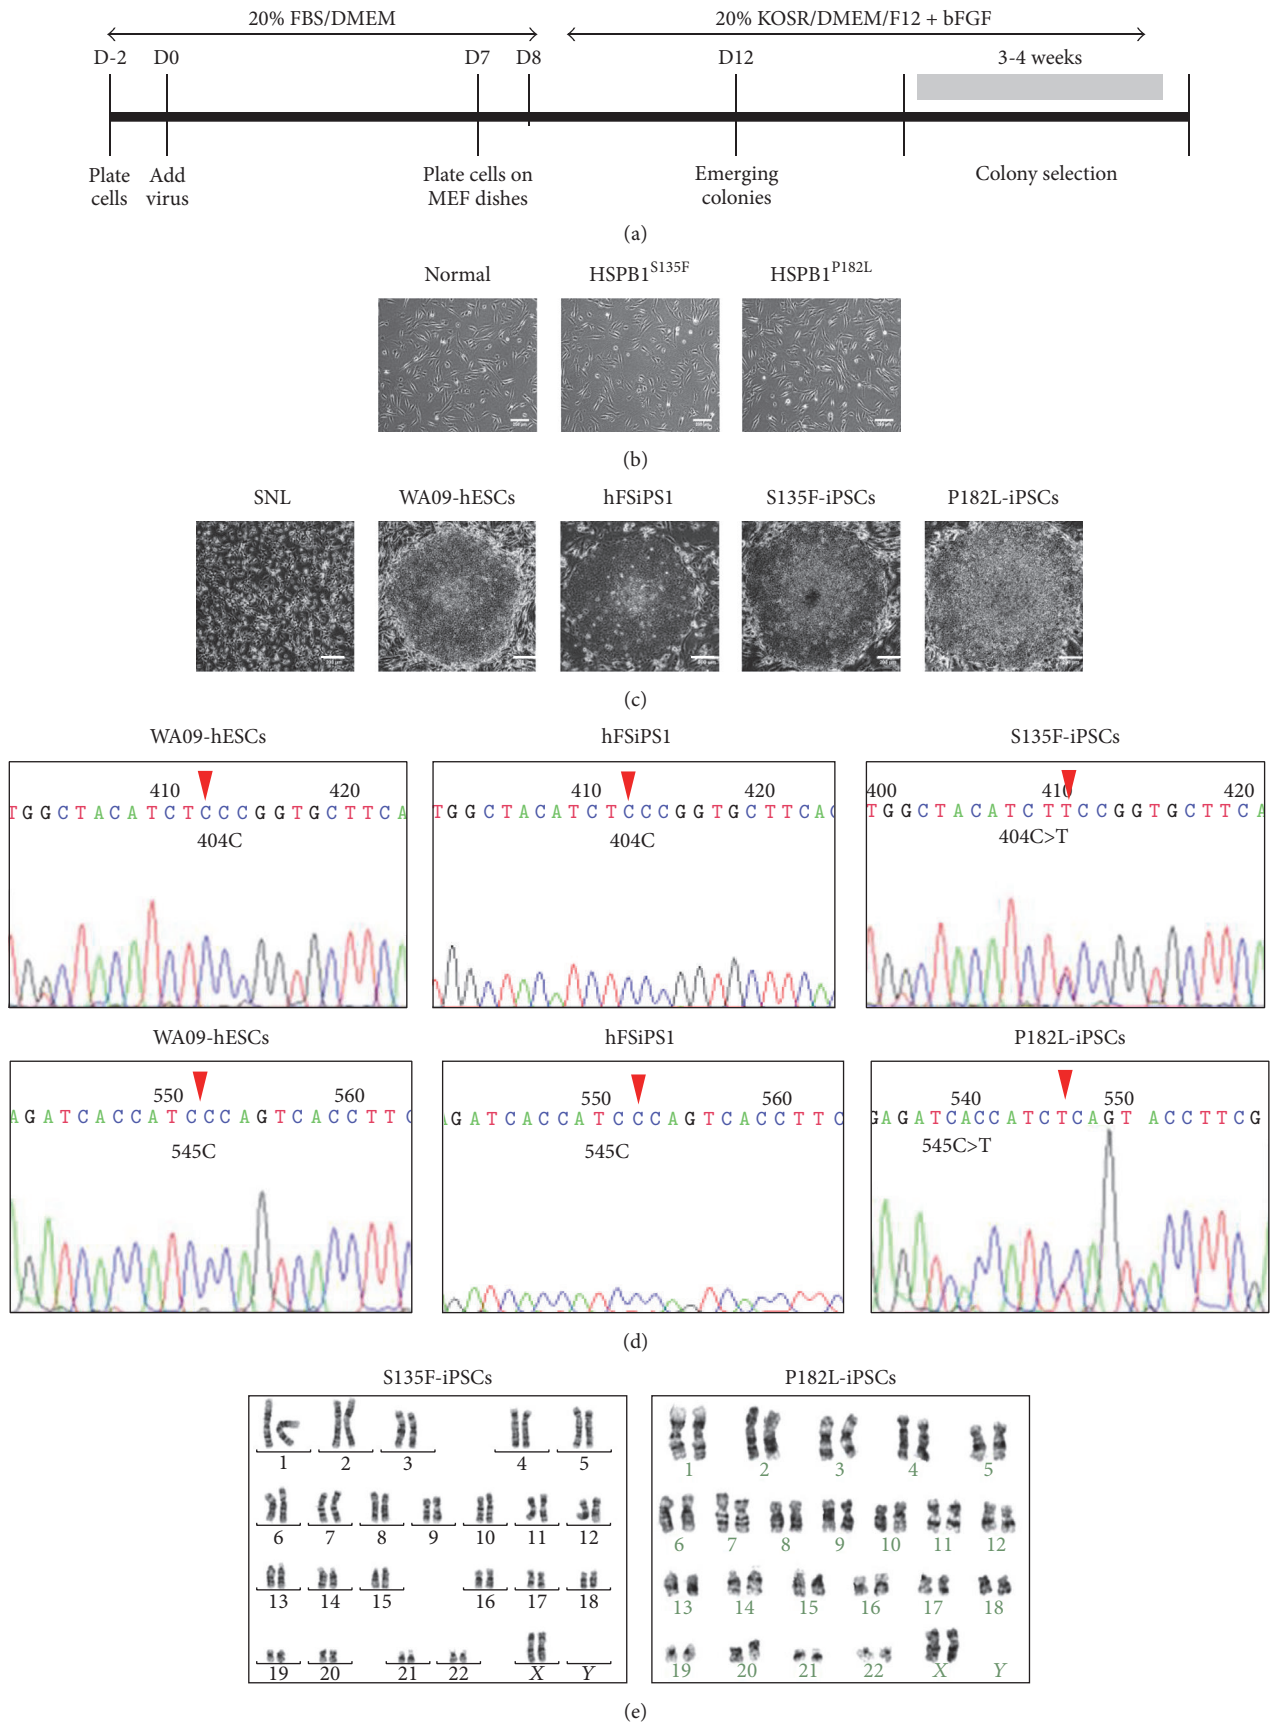 20% FBS/DMEM
20% KOSR/DMEM/F12 + bFGF
D-2 D0 D7 D8 D12 3-4 weeks
Plate cells
Add virus
Plate cells on MEF dishes
Emerging colonies
Colony selection
(a)
Normal HSPB1S135F HSPB1P182L
(b)
SNL WA09-hESCs hFSiPS1 S135F-iPSCs P182L-iPSCs
(c)
WA09-hESCs hFSiPS1 S135F-iPSCs
410 420 410 420 400 410 420
TGGCTACATCTCCCGGTGCTTCA TGGCTACATCTCCCGGTGCTTCAC TGGCTACATCTTCCGGTGCTTCA
404C 404C 404C>T
WA09-hESCs hFSiPS1 P182L-iPSCs
550 560 550 560 540 550
AGATCACCATCCCAGTCACCTTC AGATCACCATCCCAGTCACCTTC GAGATCACCATCTCAGT ACCTTCG
545C 545C 545C>T
(d)
S135F-iPSCs P182L-iPSCs
1 2 3 4 5 1 2 3 4 5
6 7 8 9 10 11 12 6 7 8 9 10 11 12
13 14 15 16 17 18 13 14 15 16 17 18
19 20 21 22 X Y 19 20 21 22 X Y
(e)